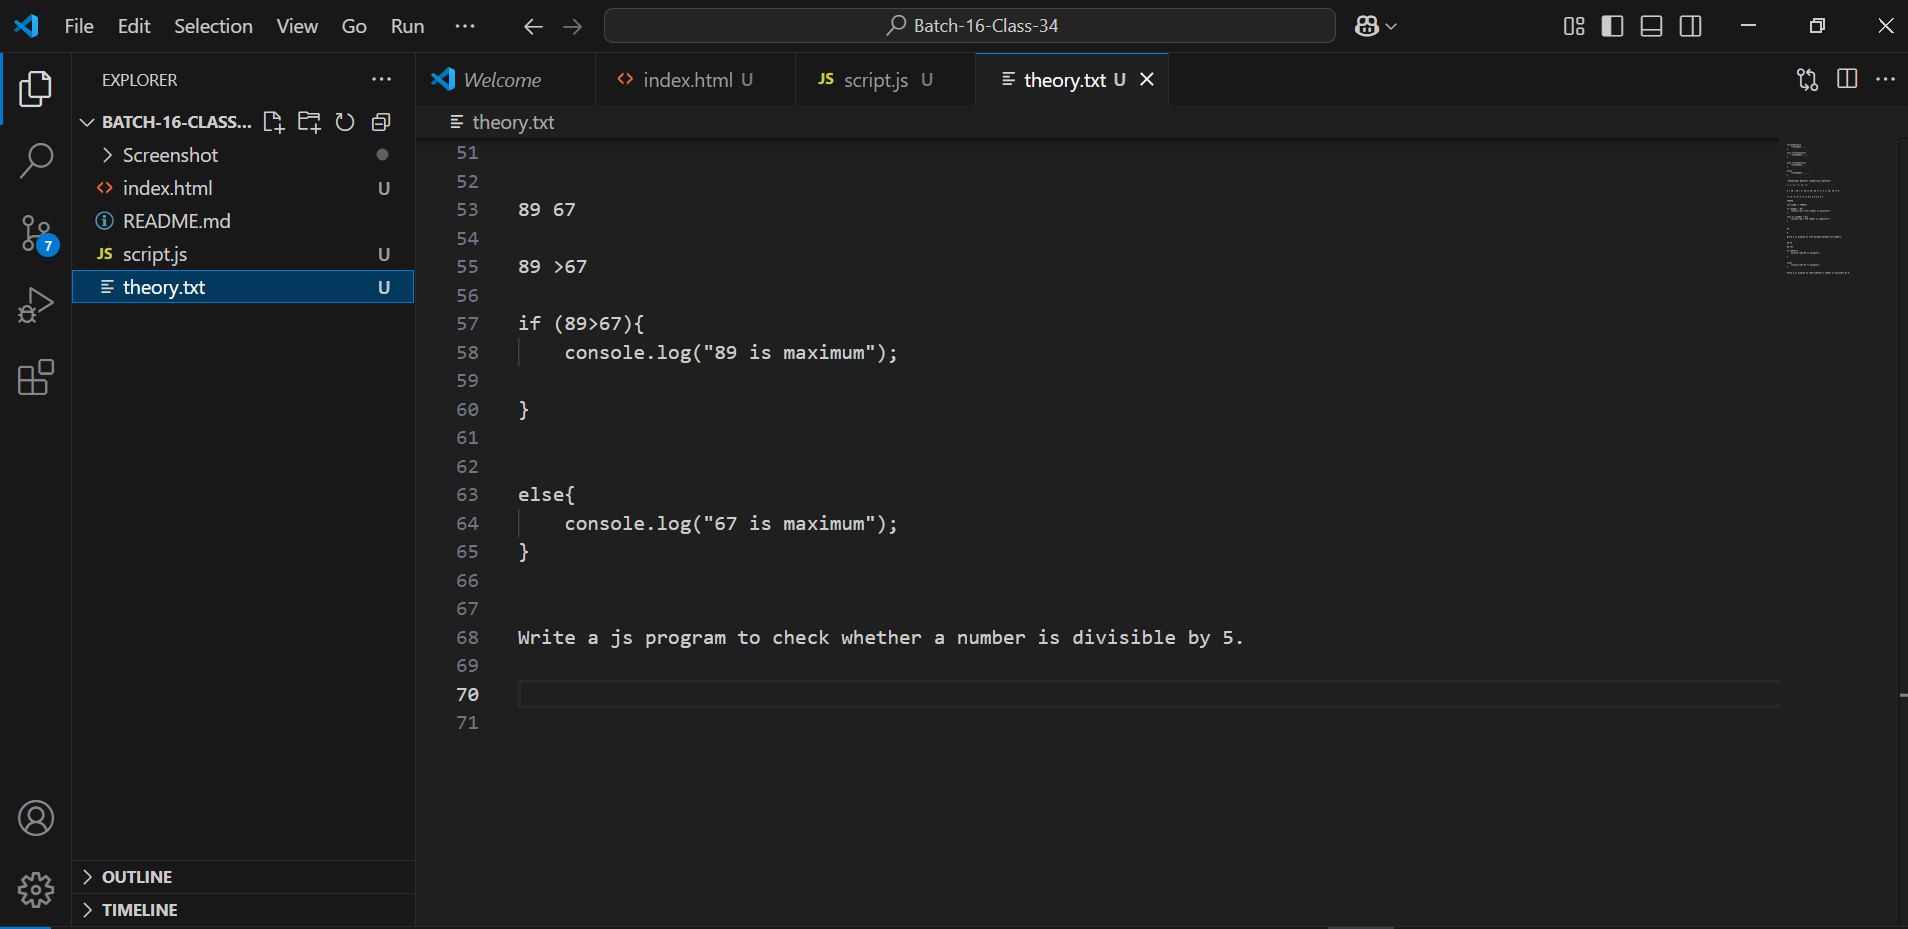 File Edit Selection View Go Run ... Batch-16-Class-34
EXPLORER ...
BATCH-16-CLASS...
Screenshot
index.html U
README.md
JS script.js U
theory.txt U
7
OUTLINE
TIMELINE
Welcome index.html U JS script.js U theory.txt U
theory.txt
51
52
53 89 67
54
55 89 >67
56
57 if (89>67){
58 console.log("89 is maximum");
59
60 }
61
62
63 else{
64 console.log("67 is maximum");
65 }
66
67
68 Write a js program to check whether a number is divisible by 5.
69
70
71